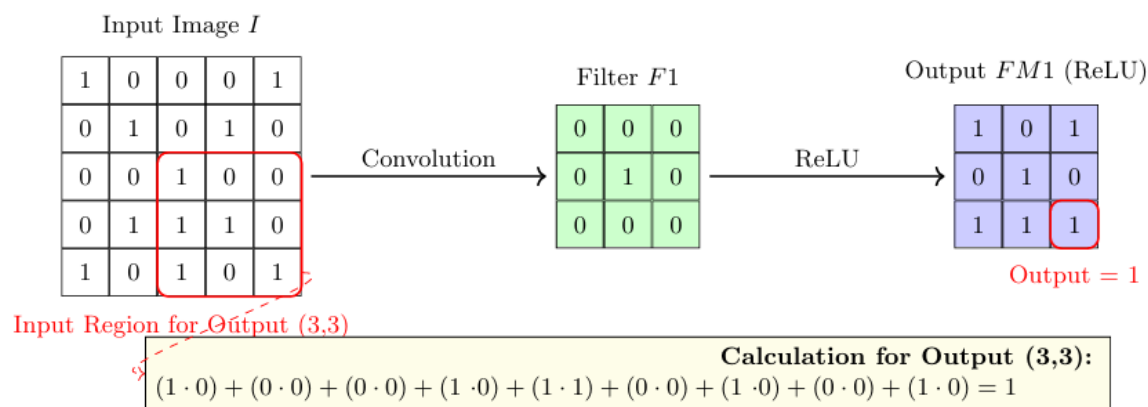 Input Image I
Filter F1
Output FM1 (ReLU)
1 0 0 0 1
0 1 0 1 0
0 0 1 0 0
0 1 1 1 0
1 0 1 0 1
Convolution
0 0 0
0 1 0
0 0 0
ReLU
1 0 1
0 1 0
1 1 1
Output = 1
Input Region for Output (3,3)
Calculation for Output (3,3):
(1 · 0) + (0 · 0) + (0 · 0) + (1 ·0) + (1 · 1) + (0 · 0) + (1 ·0) + (0 · 0) + (1 · 0) = 1